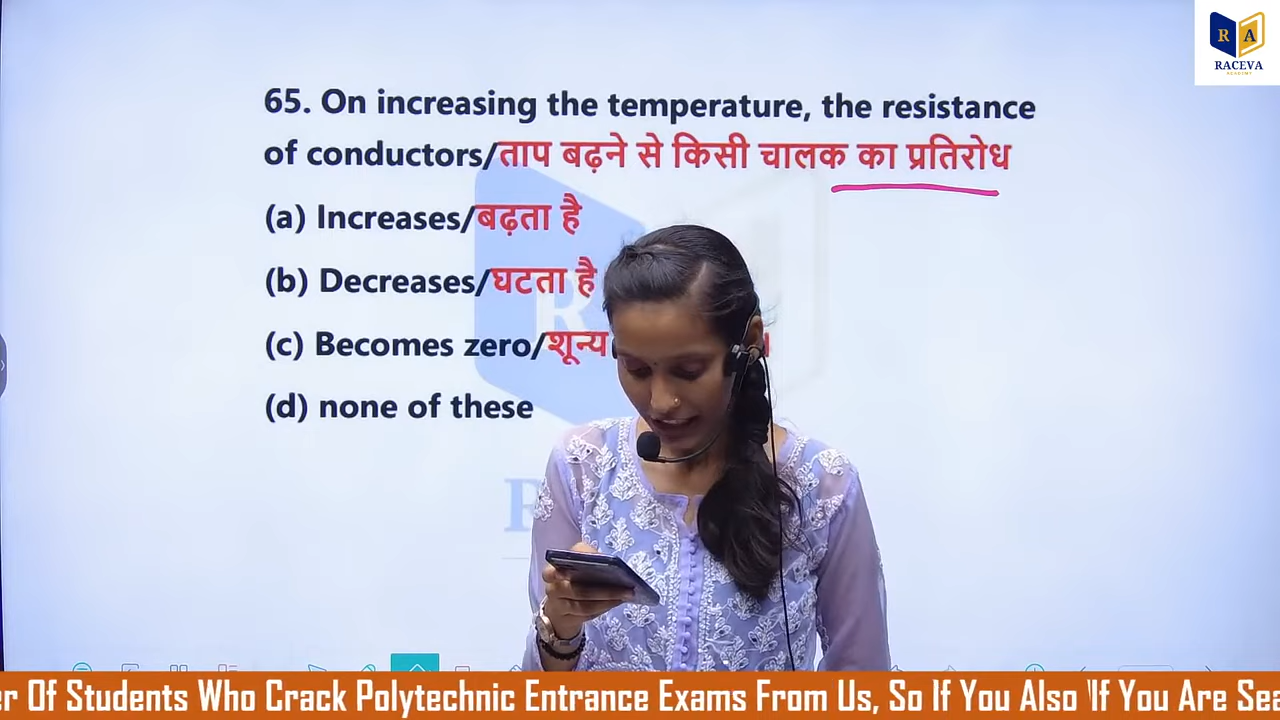 RA
RACEVA
ACADEMY
65. On increasing the temperature, the resistance
of conductors/ताप बढ़ने से किसी चालक का प्रतिरोध
(a) Increases/बढ़ता है
(b) Decreases/घटता है
(c) Becomes zero/शून्य
(d) none of these
R
R
er Of Students Who Crack Polytechnic Entrance Exams From Us, So If You Also 'If You Are Sea